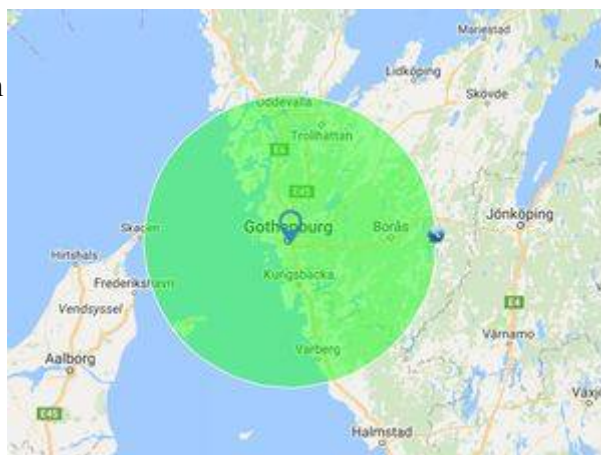 Mariestad
Lidköping
Skövde
Uddevalla
Trollhättan
E6
E45
Gothenburg
Borås
Jönköping
Skagen
Hirtshals
Kungsbacka
Frederikshavn
Vendsyssel
E4
Värnamo
Varberg
Aalborg
E45
Halmstad